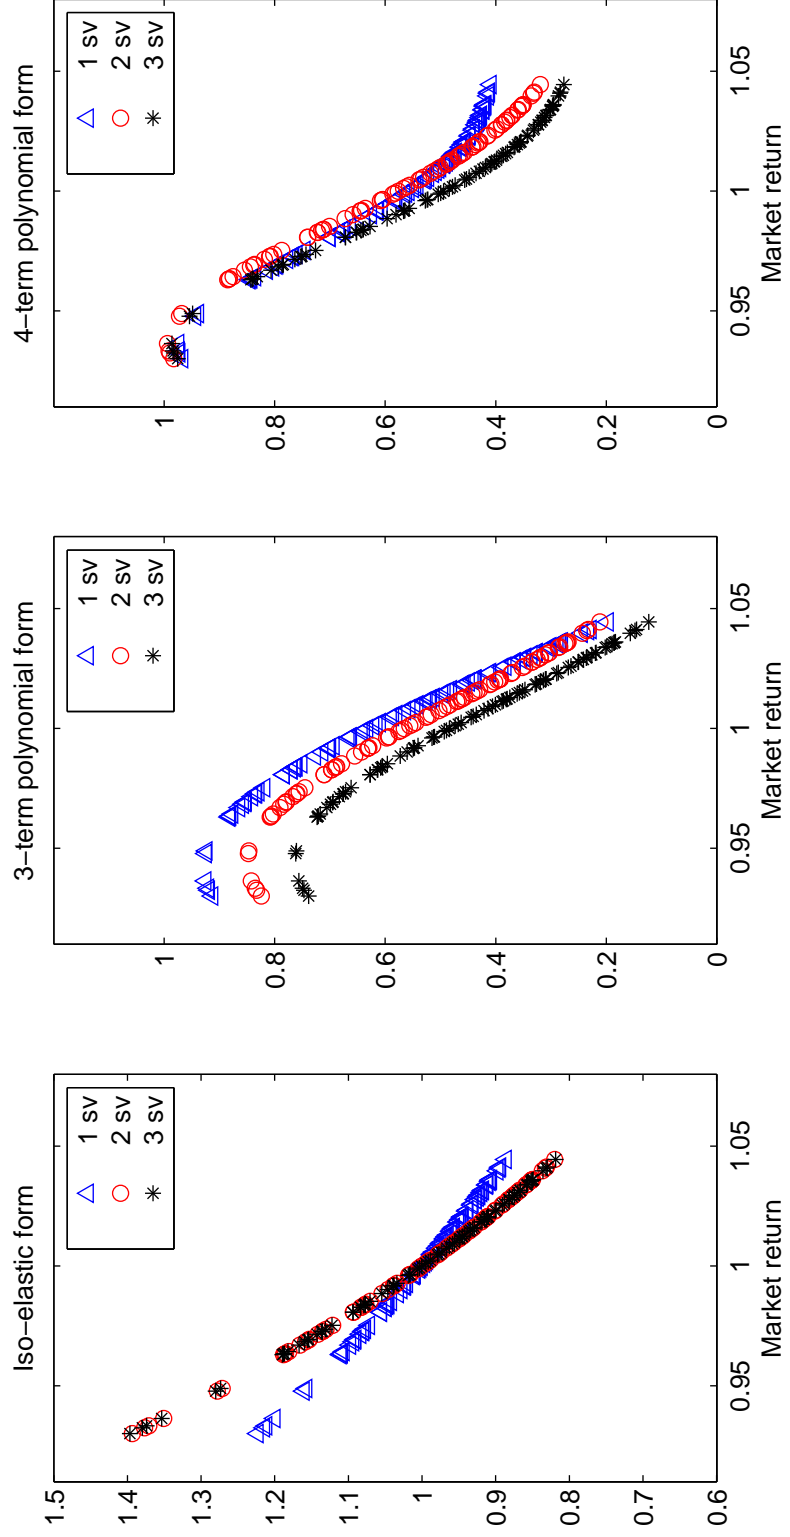 Iso−elastic form
1 sv
2 sv
3 sv
1.5
1.4
1.3
1.2
1.1
1
0.9
0.8
0.7
0.6
0.95
1
1.05
Market return
3−term polynomial form
1 sv
2 sv
3 sv
1
0.8
0.6
0.4
0.2
0
0.95
1
1.05
Market return
4−term polynomial form
1 sv
2 sv
3 sv
1
0.8
0.6
0.4
0.2
0
0.95
1
1.05
Market return